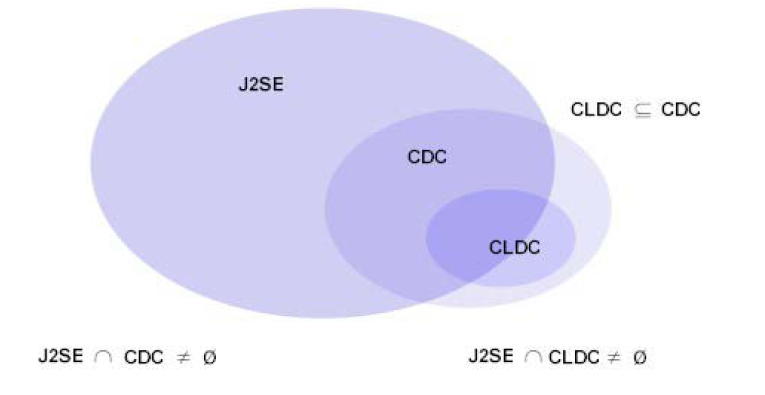 J2SE
CLDC ⊆ CDC
CDC
CLDC
J2SE ∩ CDC ≠ Ø
J2SE ∩ CLDC ≠ Ø